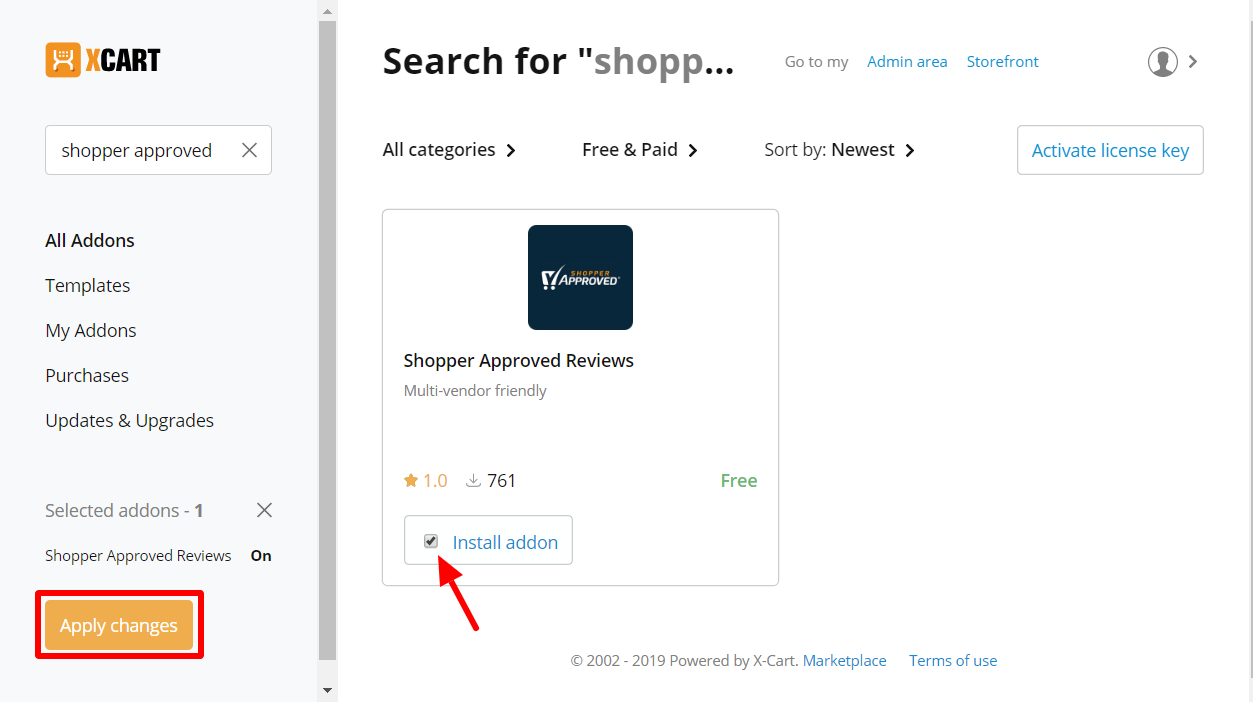 XCART
Search for "shopp...
Go to my Admin area Storefront
shopper approved
All categories
Free & Paid
Sort by: Newest
Activate license key
All Addons
Templates
My Addons
Purchases
Updates & Upgrades
Selected addons - 1
Shopper Approved Reviews On
Apply changes
SHOPPER
APPROVED
Shopper Approved Reviews
Multi-vendor friendly
1.0 761 Free
Install addon
© 2002 - 2019 Powered by X-Cart. Marketplace Terms of use